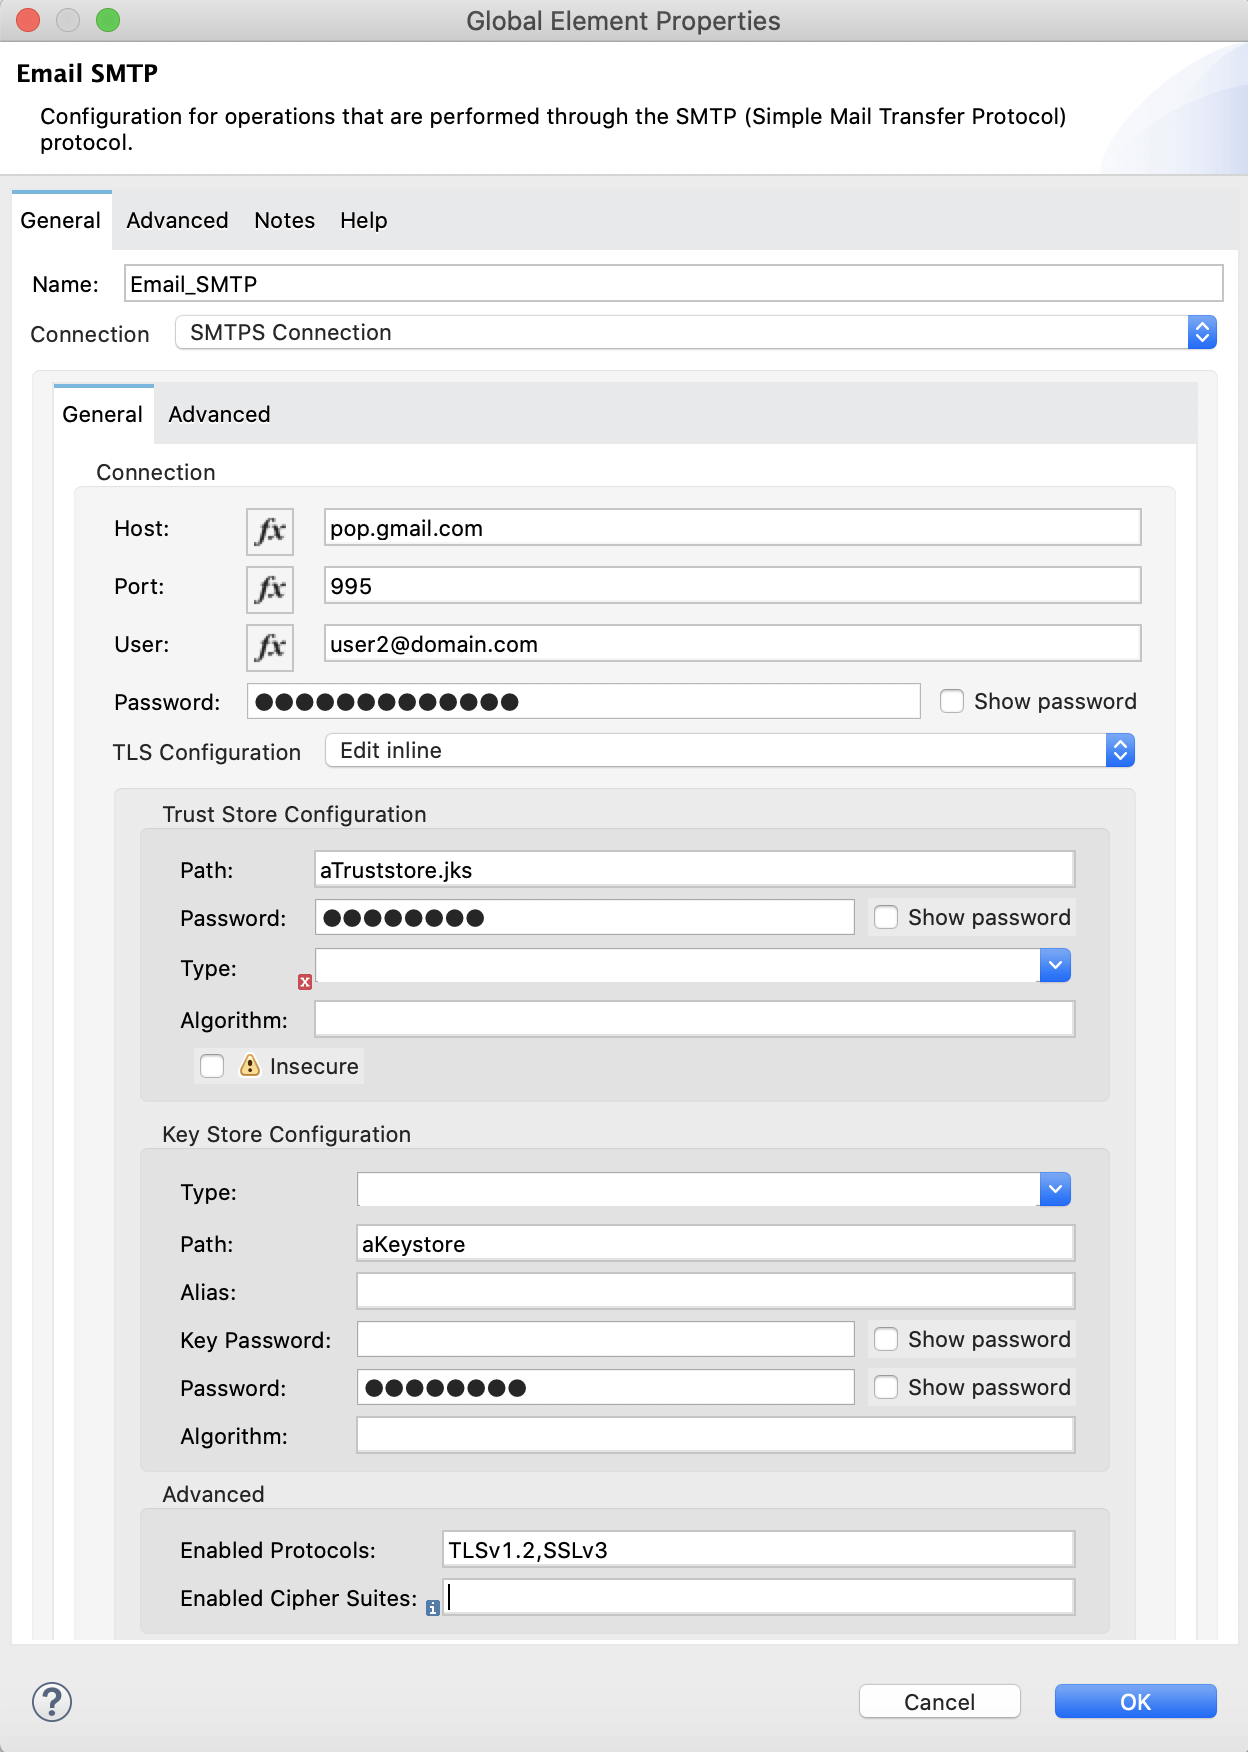 Global Element Properties
Email SMTP
Configuration for operations that are performed through the SMTP (Simple Mail Transfer Protocol)
protocol.
General Advanced Notes Help
Name: Email_SMTP
Connection SMTPS Connection
General Advanced
Connection
Host: fx pop.gmail.com
Port: fx 995
User: fx user2@domain.com
Password: ●●●●●●●●●●●●● Show password
TLS Configuration Edit inline
Trust Store Configuration
Path: aTruststore.jks
Password: ●●●●●●●● Show password
Type:
Algorithm:
Insecure
Key Store Configuration
Type:
Path: aKeystore
Alias:
Key Password: Show password
Password: ●●●●●●●● Show password
Algorithm:
Advanced
Enabled Protocols: TLSv1.2,SSLv3
Enabled Cipher Suites:
? Cancel OK